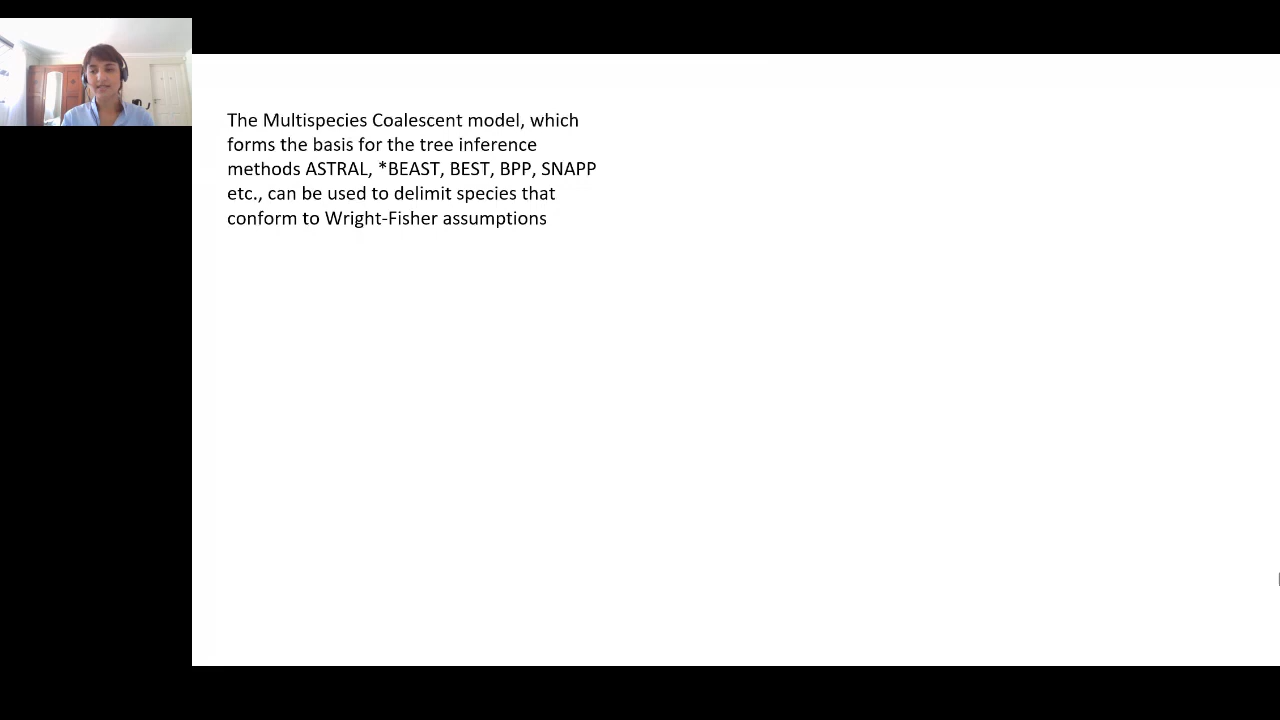 The Multispecies Coalescent model, which
forms the basis for the tree inference
methods ASTRAL, *BEAST, BEST, BPP, SNAPP
etc., can be used to delimit species that
conform to Wright-Fisher assumptions